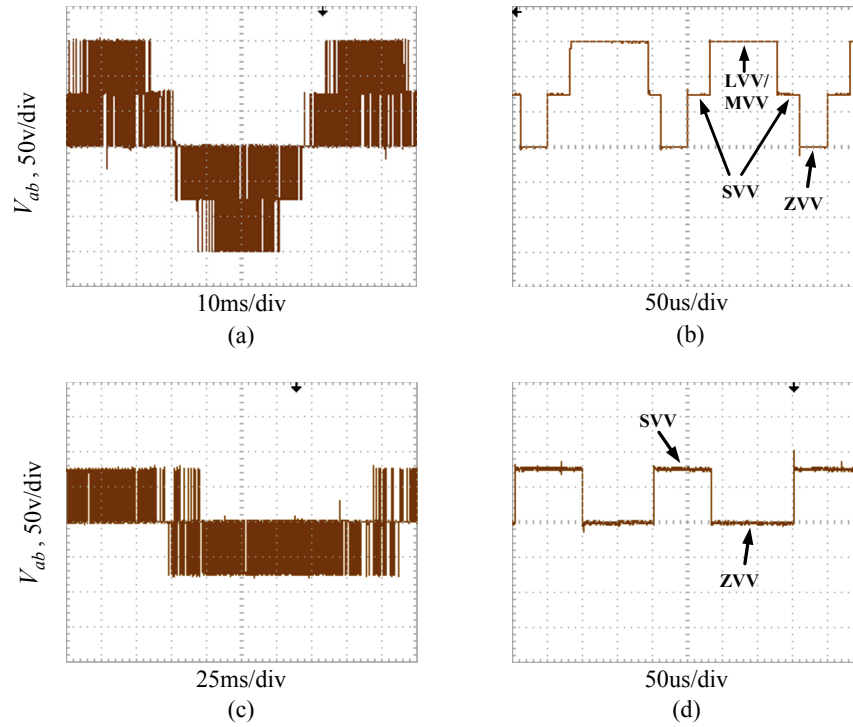 V_ab , 50v/div
10ms/div
(a)
LVV/
MVV
SVV
ZVV
50us/div
(b)
V_ab , 50v/div
25ms/div
(c)
SVV
ZVV
50us/div
(d)